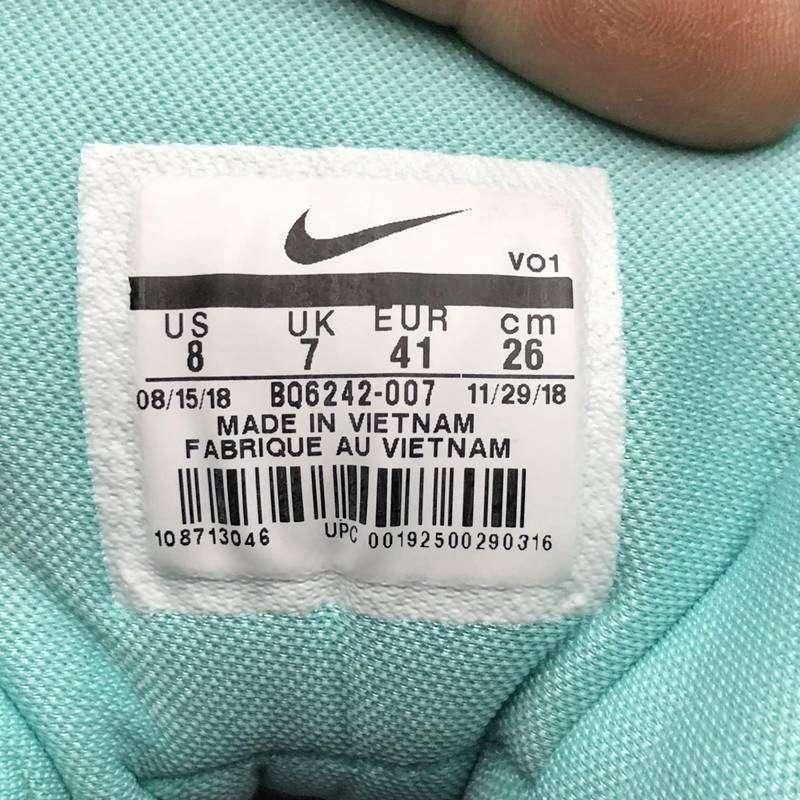 VO1
US UK EUR cm
8 7 41 26
08/15/18 BQ6242-007 11/29/18
MADE IN VIETNAM
FABRIQUE AU VIETNAM
108713046 UPC 00192500290316